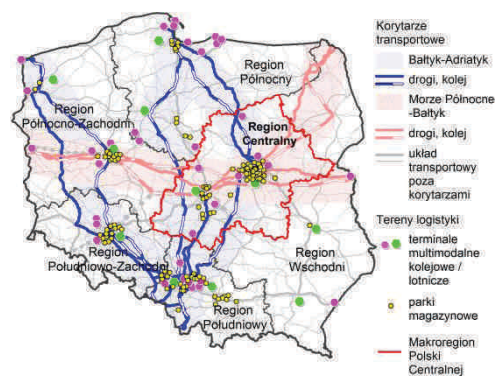 Region
Północny
Region
Północno-Zachodni
Region
Centralny
Region
Południowo-Zachodni
Region
Wschodni
Region
Południowy
Korytarze
transportowe
Bałtyk-Adriatyk
drogi, kolej
Morze Północne
-Bałtyk
drogi, kolej
układ
transportowy
poza
korytarzami
Tereny logistyki
terminale
multimodalne
kolejowe /
lotnicze
parki
magazynowe
Makroregion
Polski
Centralnej